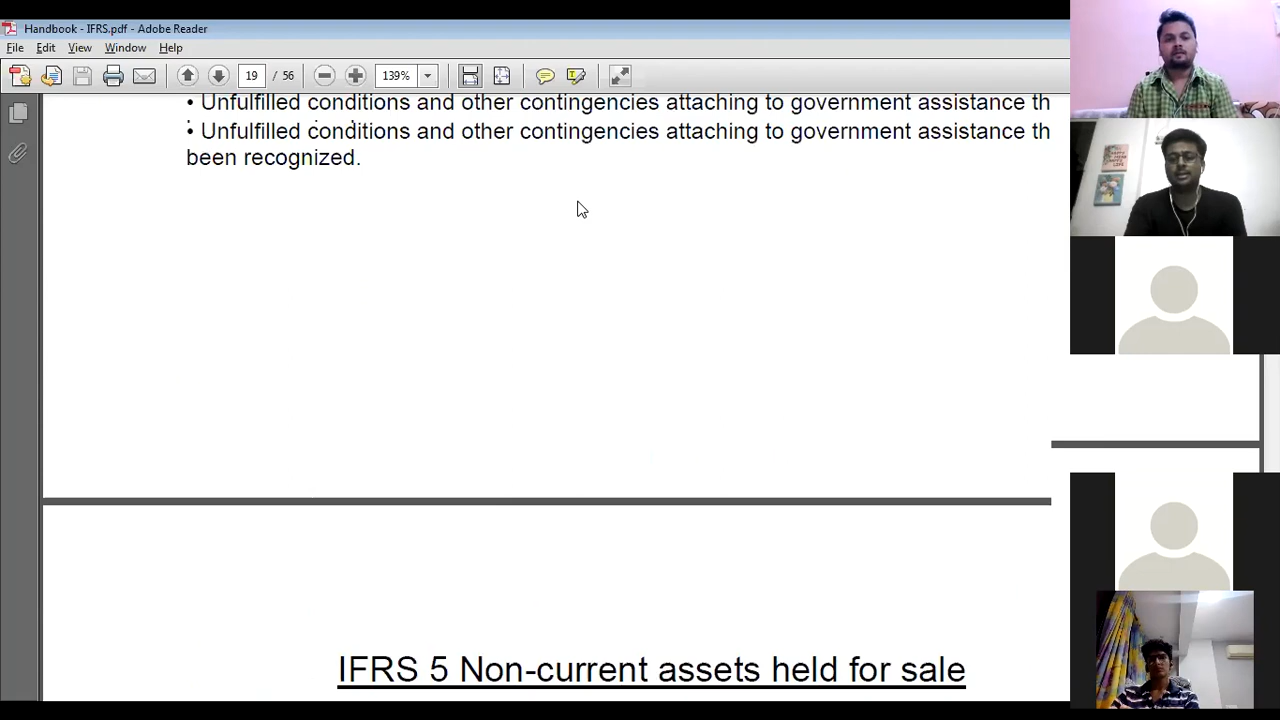 Handbook - IFRS.pdf - Adobe Reader
File Edit View Window Help
19 / 56 139%
• Unfulfilled conditions and other contingencies attaching to government assistance th
• Unfulfilled conditions and other contingencies attaching to government assistance th
been recognized.
IFRS 5 Non-current assets held for sale